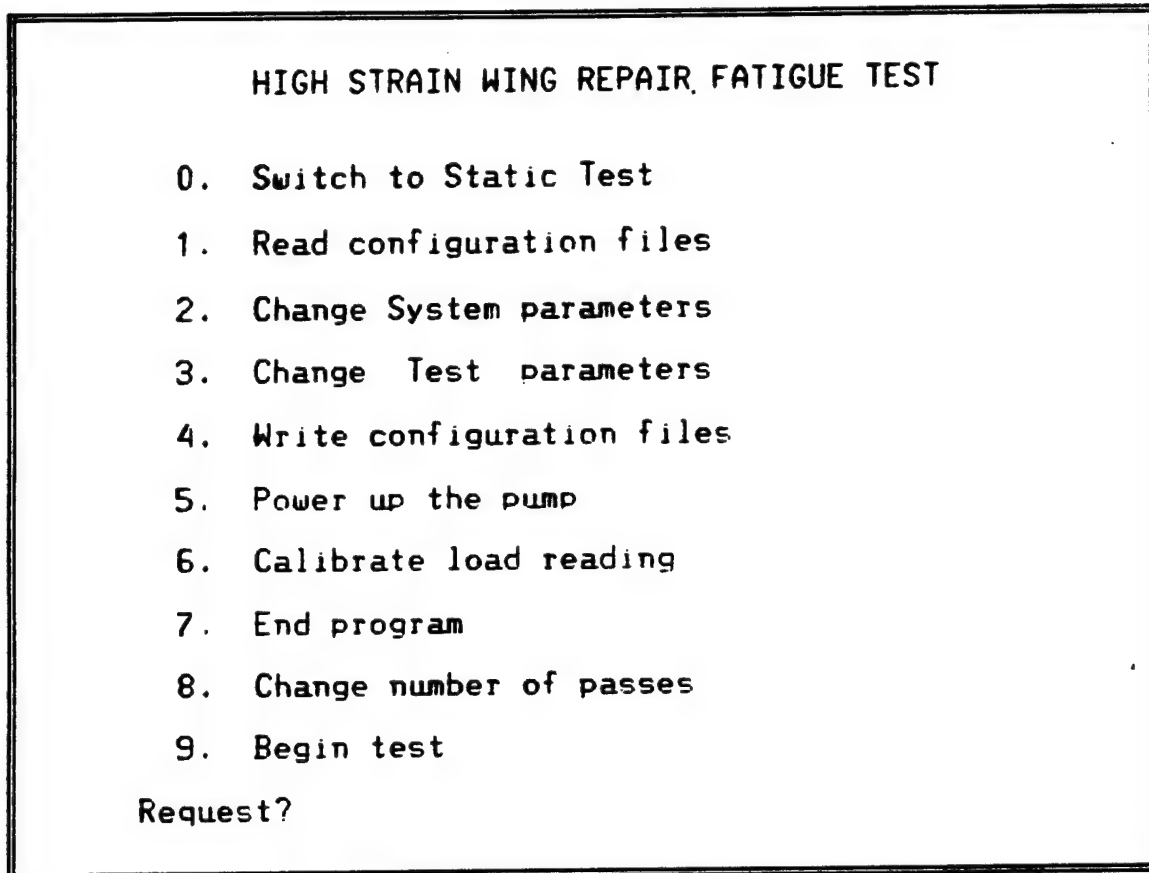 HIGH STRAIN WING REPAIR FATIGUE TEST
0. Switch to Static Test
1. Read configuration files
2. Change System parameters
3. Change Test parameters
4. Write configuration files
5. Power up the pump
6. Calibrate load reading
7. End program
8. Change number of passes
9. Begin test
Request?